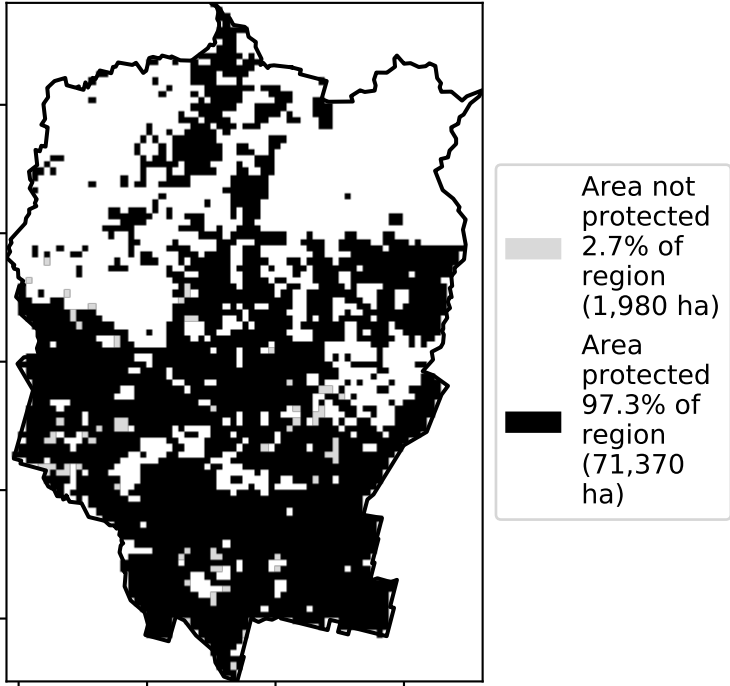 Area not
protected
2.7% of
region
(1,980 ha)
Area
protected
97.3% of
region
(71,370
ha)